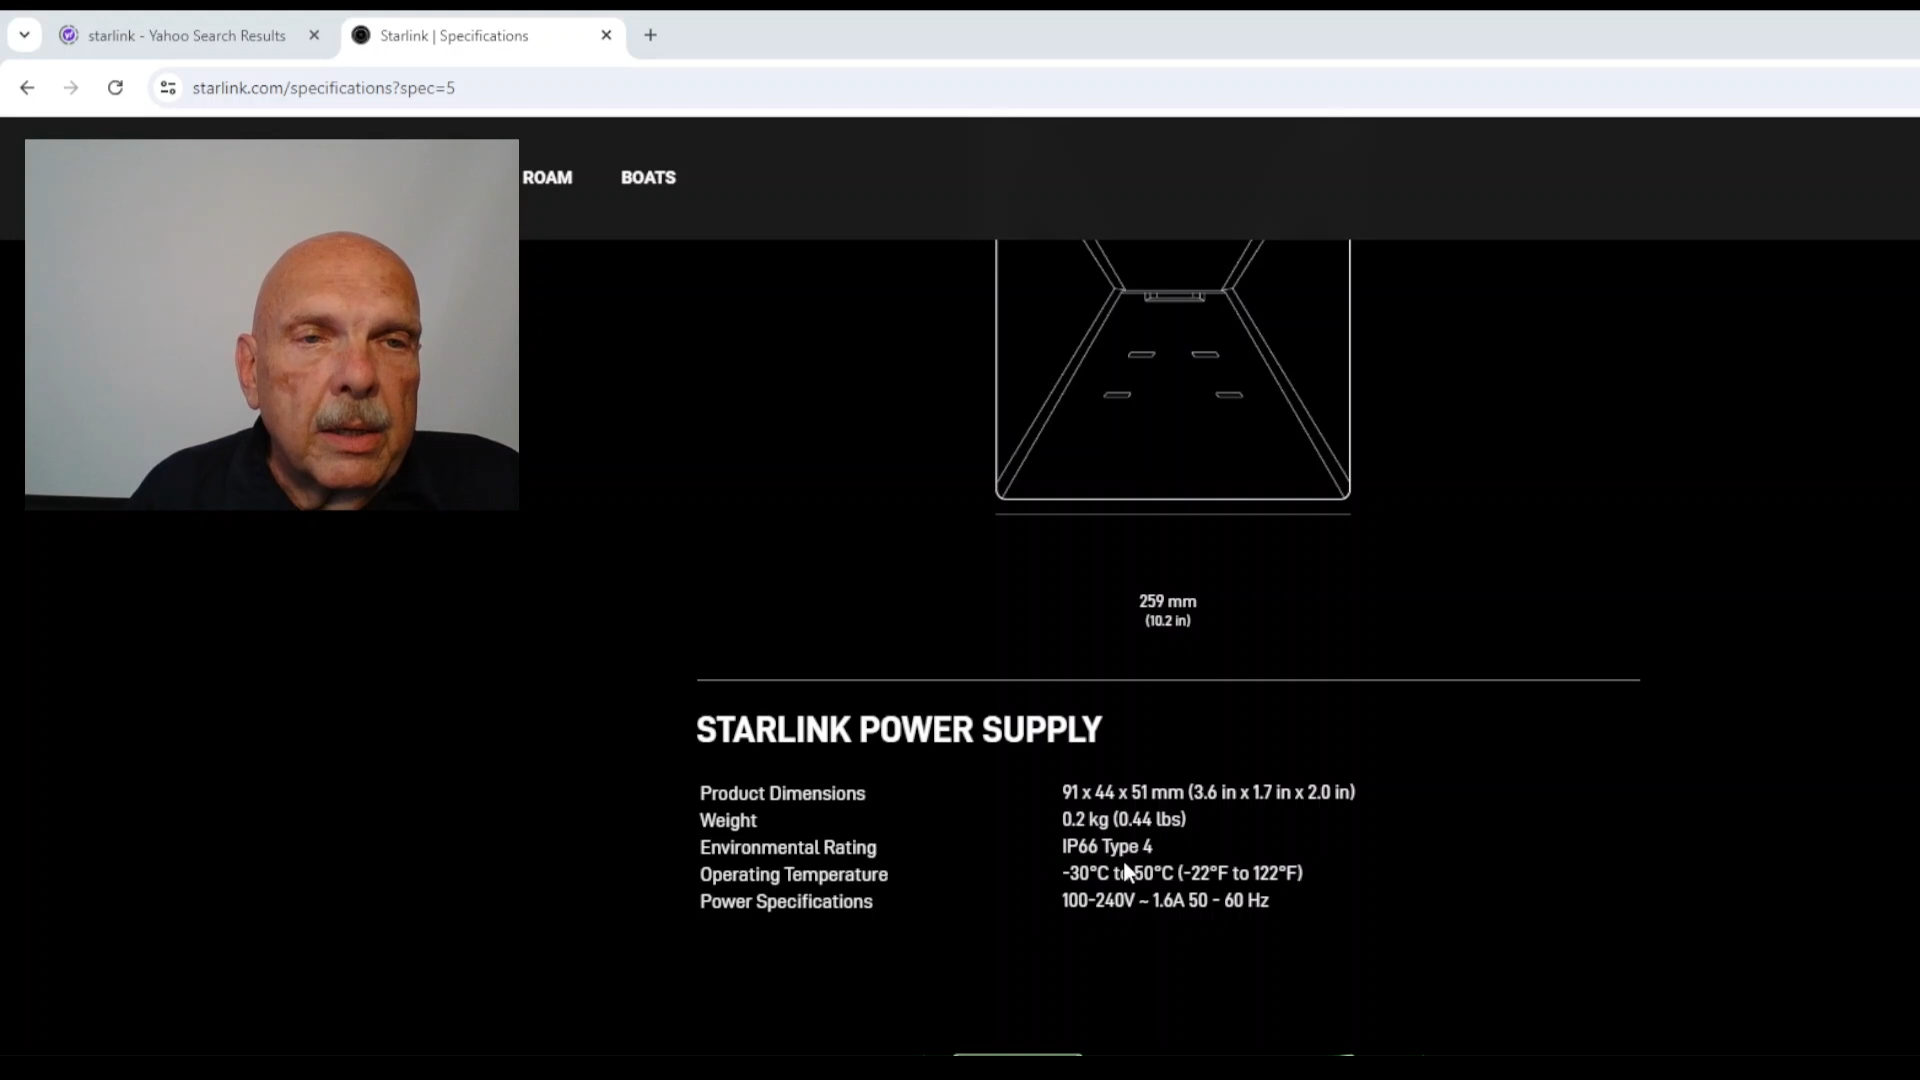 starlink - Yahoo Search Results
Starlink | Specifications
starlink.com/specifications?spec=5
ROAM BOATS
259 mm
(10.2 in)
STARLINK POWER SUPPLY
Product Dimensions 91 x 44 x 51 mm (3.6 in x 1.7 in x 2.0 in)
Weight 0.2 kg (0.44 lbs)
Environmental Rating IP66 Type 4
Operating Temperature -30°C to 50°C (-22°F to 122°F)
Power Specifications 100-240V ~ 1.6A 50 - 60 Hz